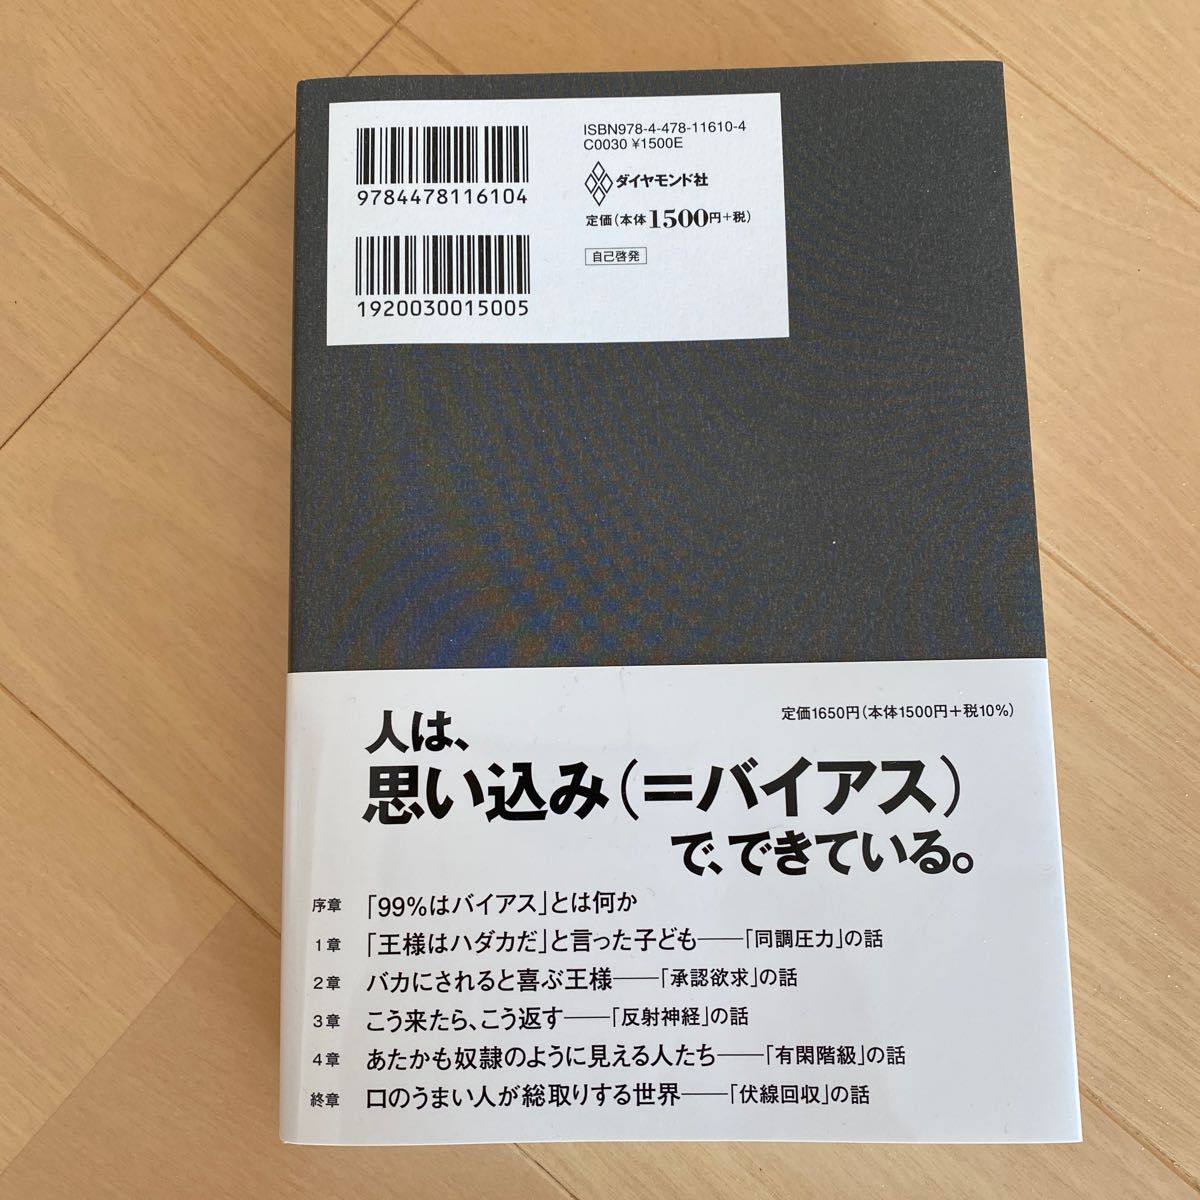 9784478116104
1920030015005
ISBN978-4-478-11610-4
C0030 ¥1500E
ダイヤモンド社
定価(本体1500円+税)
自己啓発
定価1650円(本体1500円+税10%)
人は、
思い込み(=バイアス)
で、できている。
序章 「99%はバイアス」とは何か
1章 「王様はハダカだ」と言った子ども——「同調圧力」の話
2章 バカにされると喜ぶ王様——「承認欲求」の話
3章 こう来たら、こう返す——「反射神経」の話
4章 あたかも奴隷のように見える人たち——「有閑階級」の話
終章 口のうまい人が総取りする世界——「伏線回収」の話